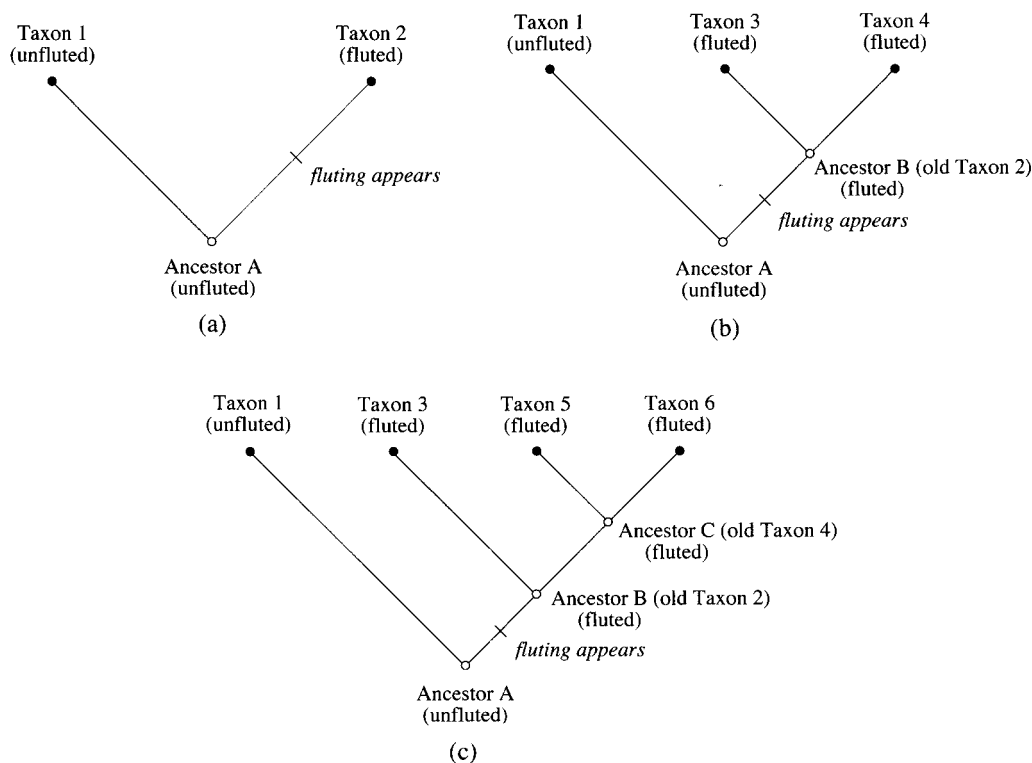 Taxon 1
(unfluted)
Taxon 2
(fluted)
fluting appears
Ancestor A
(unfluted)
(a)
Taxon 1
(unfluted)
Taxon 3
(fluted)
Taxon 4
(fluted)
Ancestor B (old Taxon 2)
(fluted)
fluting appears
Ancestor A
(unfluted)
(b)
Taxon 1
(unfluted)
Taxon 3
(fluted)
Taxon 5
(fluted)
Taxon 6
(fluted)
Ancestor C (old Taxon 4)
(fluted)
Ancestor B (old Taxon 2)
(fluted)
fluting appears
Ancestor A
(unfluted)
(c)